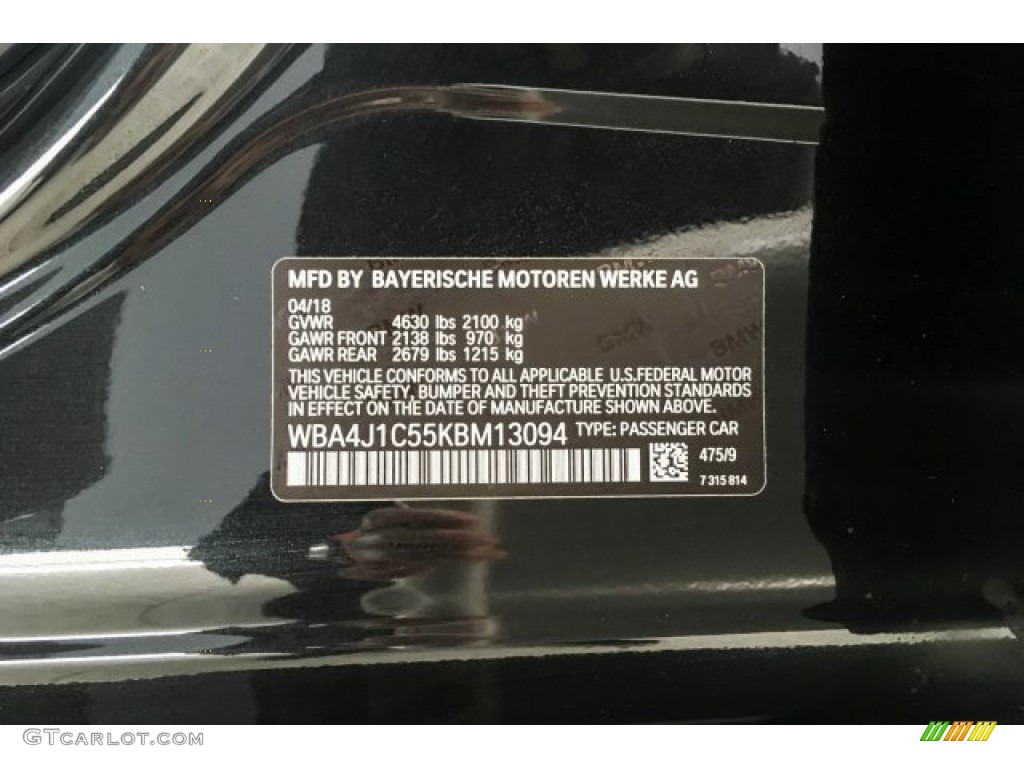 MFD BY BAYERISCHE MOTOREN WERKE AG
04/18
GVWR 4630 lbs 2100 kg
GAWR FRONT 2138 lbs 970 kg
GAWR REAR 2679 lbs 1215 kg
THIS VEHICLE CONFORMS TO ALL APPLICABLE U.S.FEDERAL MOTOR
VEHICLE SAFETY, BUMPER AND THEFT PREVENTION STANDARDS
IN EFFECT ON THE DATE OF MANUFACTURE SHOWN ABOVE.
WBA4J1C55KBM13094 TYPE: PASSENGER CAR
475/9
7 315 814
GTCarlot.com